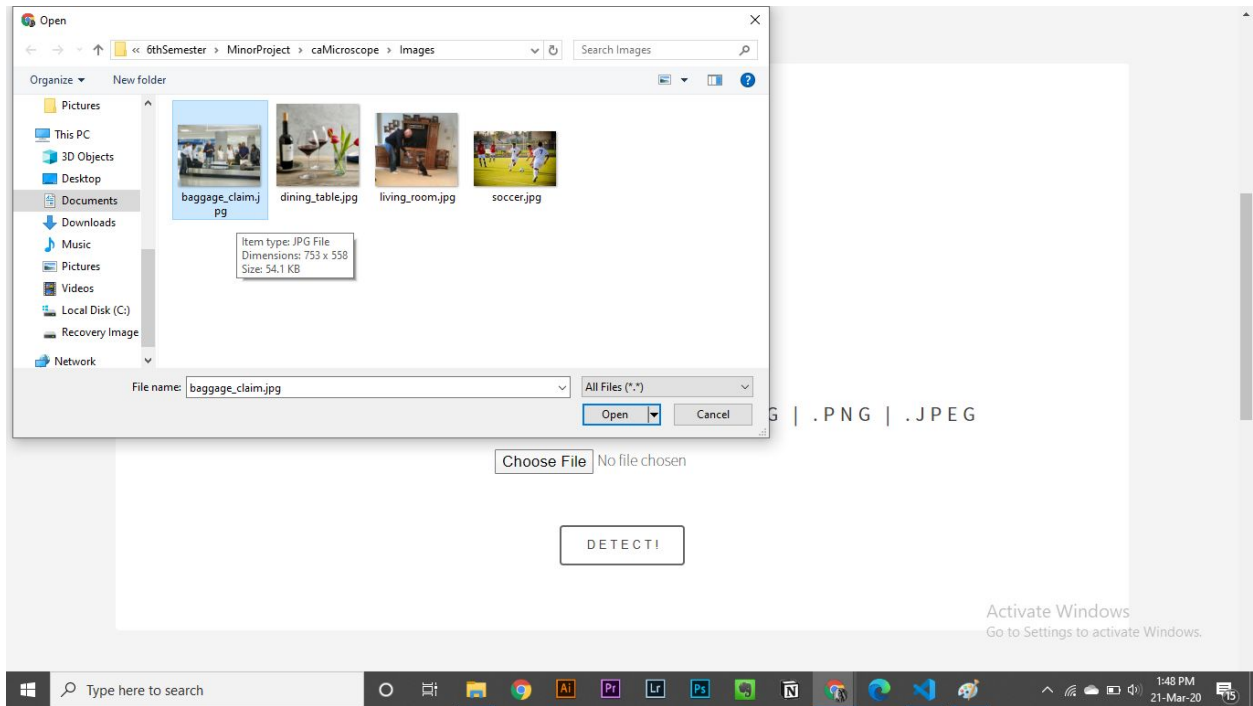 Open
« 6thSemester › MinorProject › caMicroscope › Images
Search Images
Organize
New folder
Pictures
This PC
3D Objects
Desktop
Documents
Downloads
Music
Pictures
Videos
Local Disk (C:)
Recovery Image
Network
baggage_claim.j
pg
dining_table.jpg
living_room.jpg
soccer.jpg
Item type: JPG File
Dimensions: 753 x 558
Size: 54.1 KB
File name: baggage_claim.jpg
All Files (*.*)
Open
Cancel
G | .PNG | .JPEG
Choose File No file chosen
DETECT!
Activate Windows
Go to Settings to activate Windows.
Type here to search
Ai
Pr
Lr
Ps
1:48 PM
21-Mar-20
15